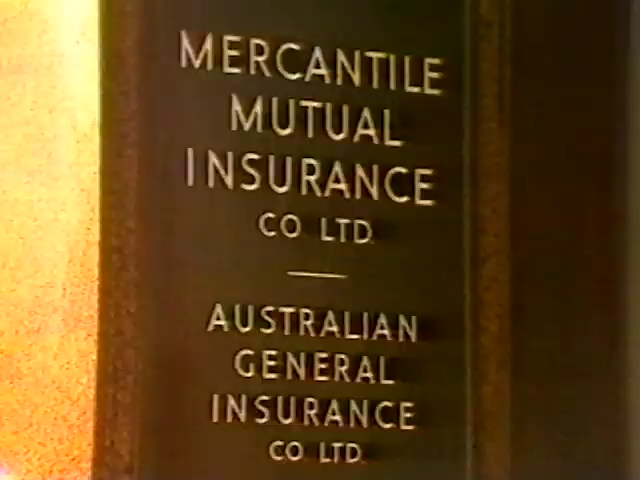 MERCANTILE
MUTUAL
INSURANCE
CO LTD.
AUSTRALIAN
GENERAL
INSURANCE
CO LTD.